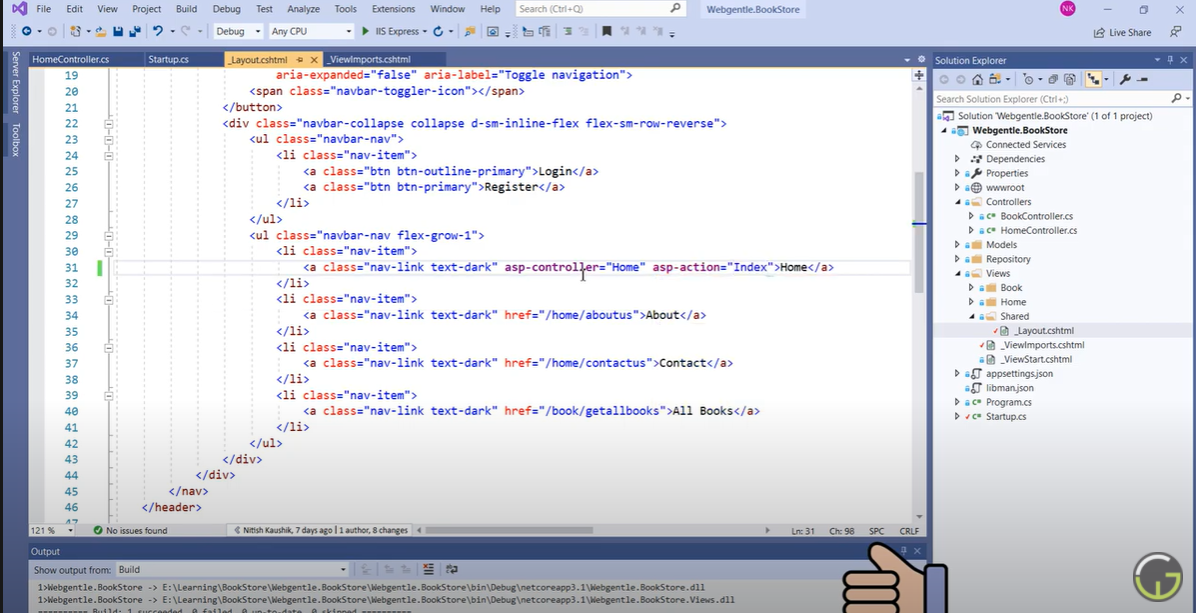 File Edit View Project Build Debug Test Analyze Tools Extensions Window Help Search (Ctrl+Q) Webgentle.BookStore NK
Debug Any CPU IIS Express Live Share
Server Explorer
Toolbox
HomeController.cs Startup.cs _Layout.cshtml _ViewImports.cshtml
19 aria-expanded="false" aria-label="Toggle navigation">
20 <span class="navbar-toggler-icon"></span>
21 </button>
22 <div class="navbar-collapse collapse d-sm-inline-flex flex-sm-row-reverse">
23 <ul class="navbar-nav">
24 <li class="nav-item">
25 <a class="btn btn-outline-primary">Login</a>
26 <a class="btn btn-primary">Register</a>
27 </li>
28 </ul>
29 <ul class="navbar-nav flex-grow-1">
30 <li class="nav-item">
31 <a class="nav-link text-dark" asp-controller="Home" asp-action="Index">Home</a>
32 </li>
33 <li class="nav-item">
34 <a class="nav-link text-dark" href="/home/aboutus">About</a>
35 </li>
36 <li class="nav-item">
37 <a class="nav-link text-dark" href="/home/contactus">Contact</a>
38 </li>
39 <li class="nav-item">
40 <a class="nav-link text-dark" href="/book/getallbooks">All Books</a>
41 </li>
42 </ul>
43 </div>
44 </div>
45 </nav>
46 </header>
121 % No issues found Nitish Kaushik, 7 days ago | 1 author, 8 changes Ln: 31 Ch: 98 SPC CRLF
Output
Show output from: Build
1>Webgentle.BookStore -> E:\Learning\BookStore\Webgentle.BookStore\Webgentle.BookStore\bin\Debug\netcoreapp3.1\Webgentle.BookStore.dll
1>Webgentle.BookStore -> E:\Learning\BookStore\Webgentle.BookStore\Webgentle.BookStore\bin\Debug\netcoreapp3.1\Webgentle.BookStore.Views.dll
Solution Explorer
Search Solution Explorer (Ctrl+;)
Solution 'Webgentle.BookStore' (1 of 1 project)
Webgentle.BookStore
Connected Services
Dependencies
Properties
wwwroot
Controllers
BookController.cs
HomeController.cs
Models
Repository
Views
Book
Home
Shared
_Layout.cshtml
_ViewImports.cshtml
_ViewStart.cshtml
appsettings.json
libman.json
Program.cs
Startup.cs